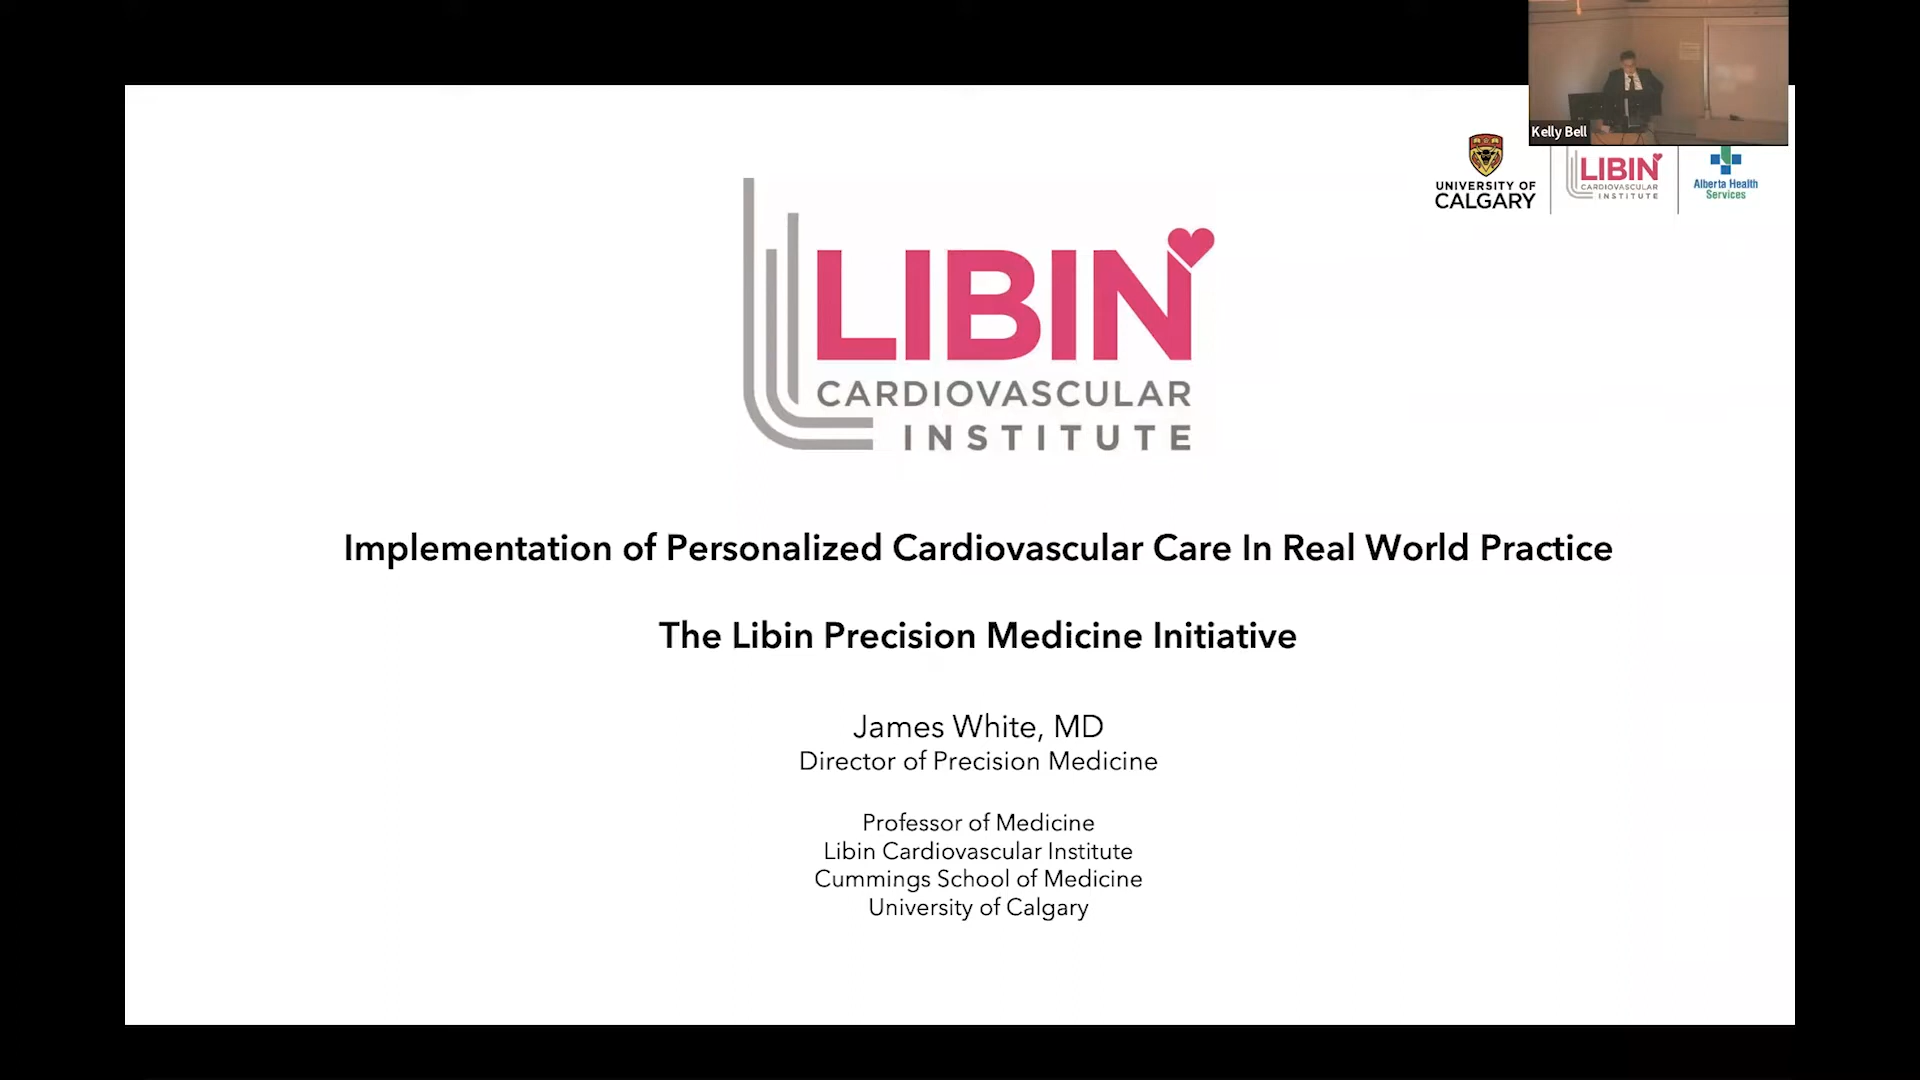 Kelly Bell
UNIVERSITY OF
CALGARY
LIBIN
CARDIOVASCULAR
INSTITUTE
Alberta Health
Services
LIBIN
CARDIOVASCULAR
INSTITUTE
Implementation of Personalized Cardiovascular Care In Real World Practice
The Libin Precision Medicine Initiative
James White, MD
Director of Precision Medicine
Professor of Medicine
Libin Cardiovascular Institute
Cummings School of Medicine
University of Calgary